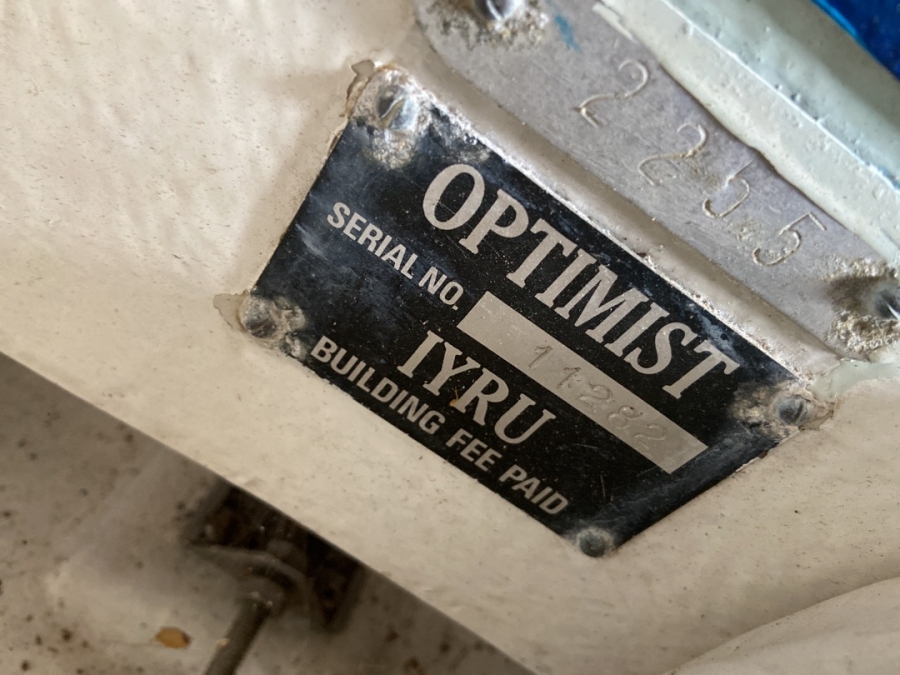 2255
OPTIMIST
SERIAL NO. 11282
IYRU
BUILDING FEE PAID